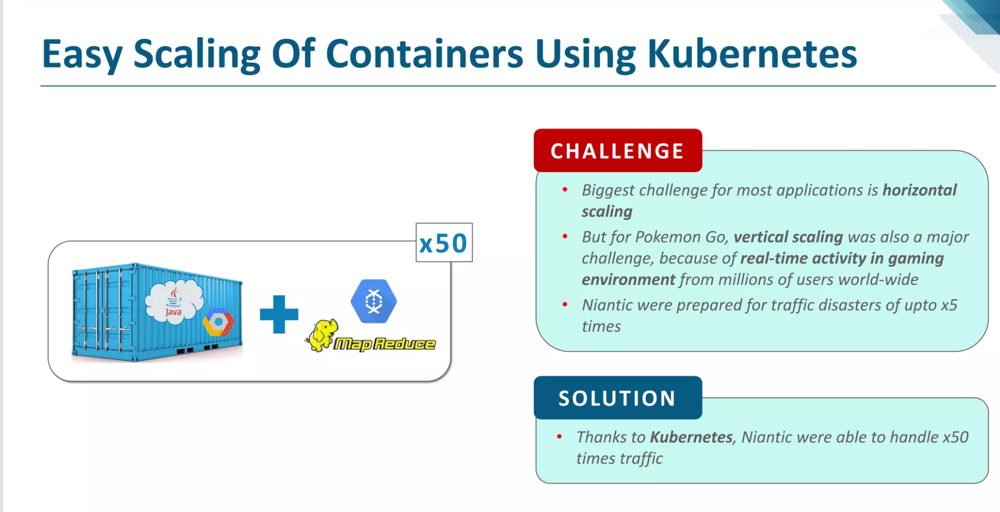 Easy Scaling Of Containers Using Kubernetes
x50
Java
Map Reduce
CHALLENGE
• Biggest challenge for most applications is horizontal
scaling
• But for Pokemon Go, vertical scaling was also a major
challenge, because of real-time activity in gaming
environment from millions of users world-wide
• Niantic were prepared for traffic disasters of upto x5
times
SOLUTION
• Thanks to Kubernetes, Niantic were able to handle x50
times traffic